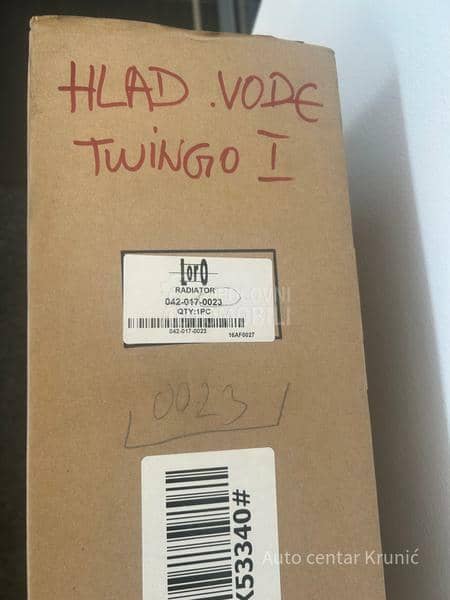 HLAD. VODE
TWINGO I
LorO
RADIATOR
042-017-0023
QTY:1PC
042-017-0023
16AF0027
0023
K53340#
Auto centar Krunić